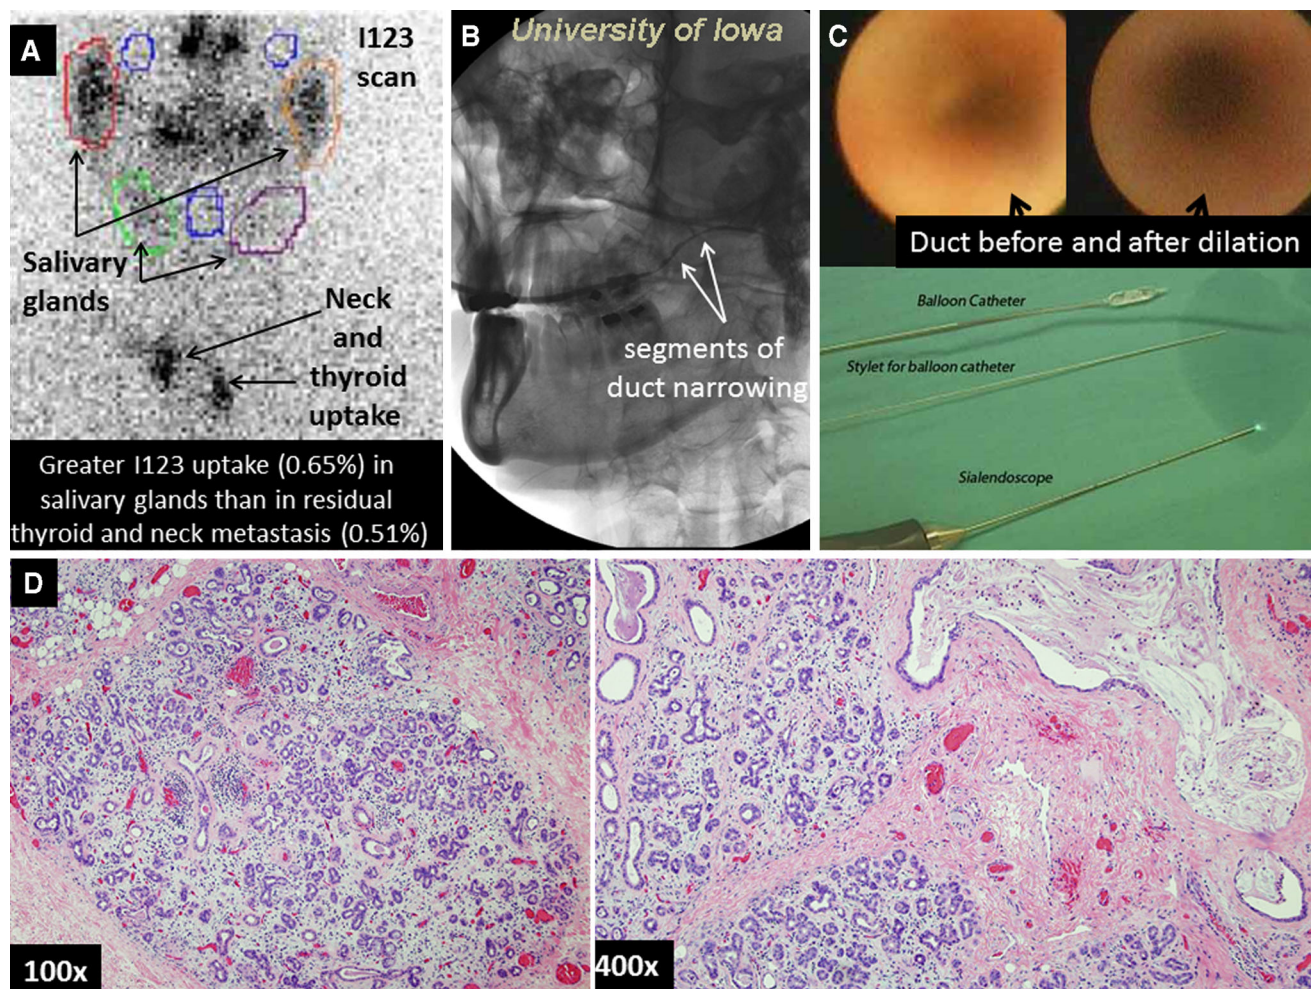 A
I123
scan
Salivary
glands
Neck
and
thyroid
uptake
Greater I123 uptake (0.65%) in
salivary glands than in residual
thyroid and neck metastasis (0.51%)
B
University of Iowa
segments of
duct narrowing
C
Duct before and after dilation
Balloon Catheter
Stylet for balloon catheter
Sialendoscope
D
100x
400x